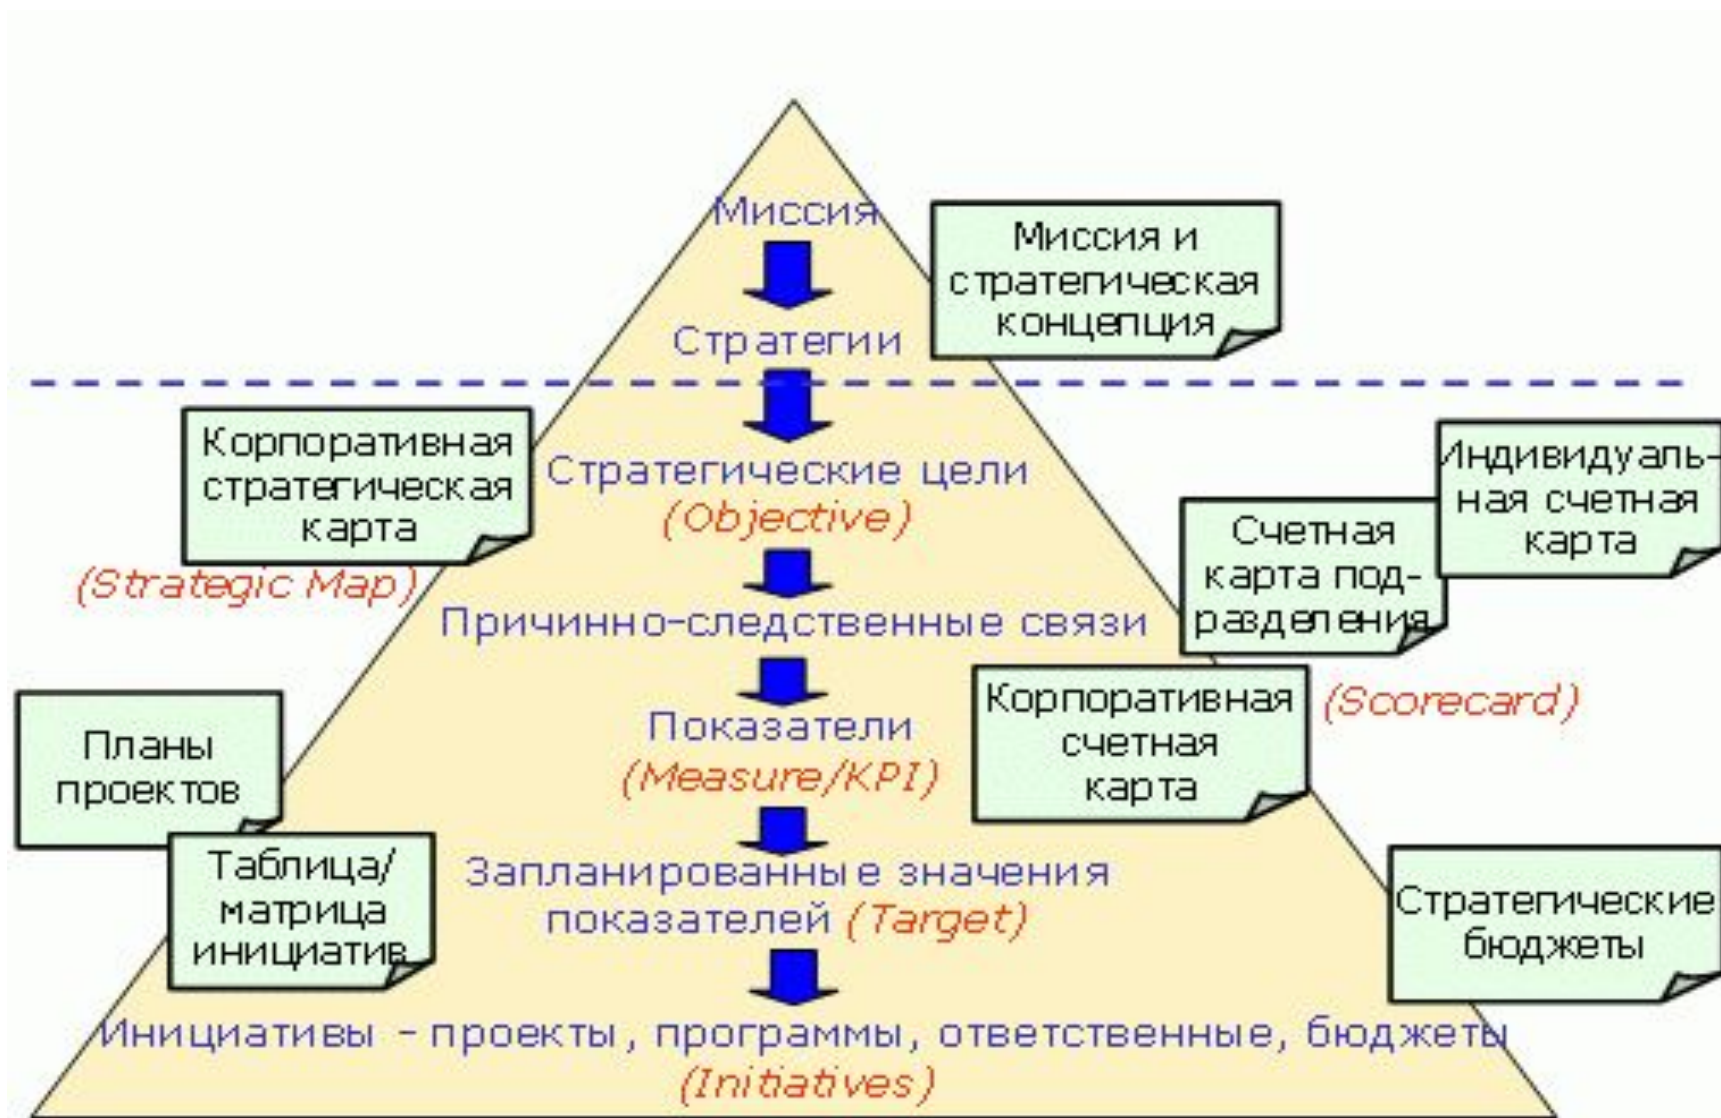 Миссия
Миссия и
стратегическая
концепция
Стратегии
Корпоративная
стратегическая
карта
(Strategic Map)
Стратегические цели
(Objective)
Индивидуаль-
ная счетная
карта
Счетная
карта под-
разделения
Причинно-следственные связи
Корпоративная
счетная
карта
(Scorecard)
Показатели
(Measure/KPI)
Планы
проектов
Таблица/
матрица
инициатив
Запланированные значения
показателей (Target)
Стратегические
бюджеты
Инициативы - проекты, программы, ответственные, бюджеты
(Initiatives)